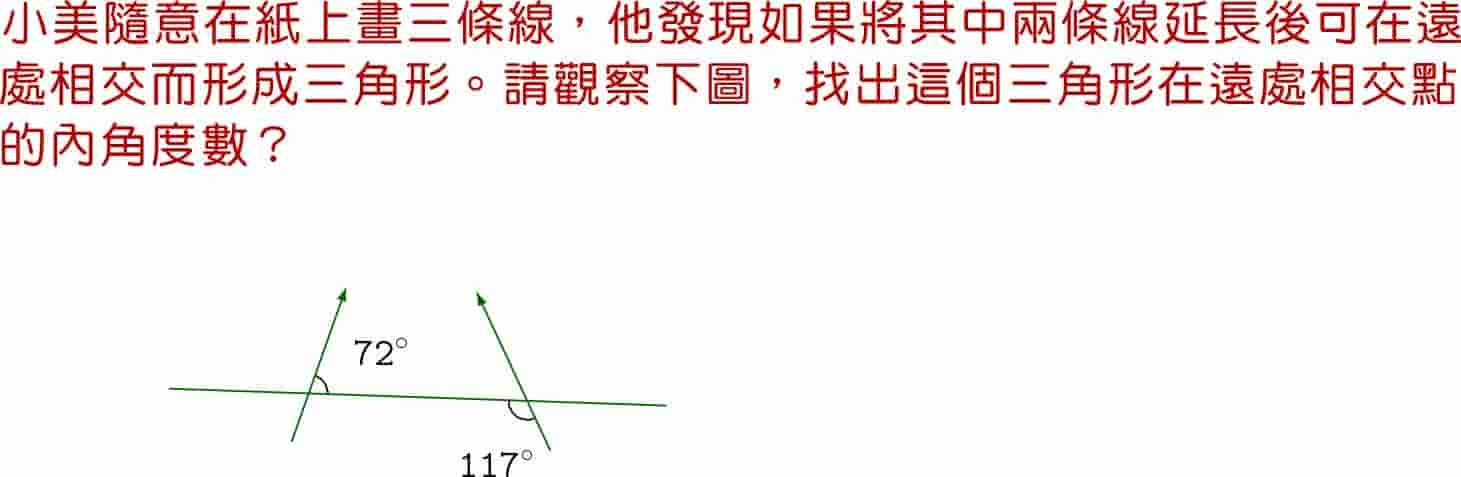 小美隨意在紙上畫三條線，他發現如果將其中兩條線延長後可在遠
處相交而形成三角形。請觀察下圖，找出這個三角形在遠處相交點
的內角度數？
72°
117°